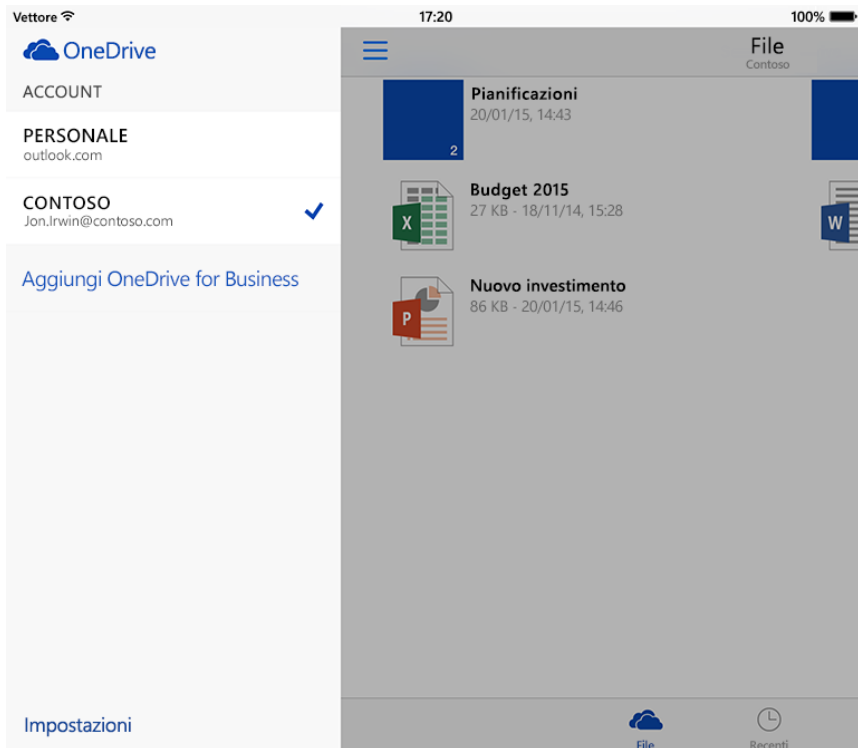 Vettore 17:20 100%
OneDrive
ACCOUNT
PERSONALE
outlook.com
CONTOSO
Jon.Irwin@contoso.com
Aggiungi OneDrive for Business
Impostazioni
File
Contoso
Pianificazioni
20/01/15, 14:43
2
Budget 2015
27 KB - 18/11/14, 15:28
X
W
Nuovo investimento
86 KB - 20/01/15, 14:46
P
File
Recenti